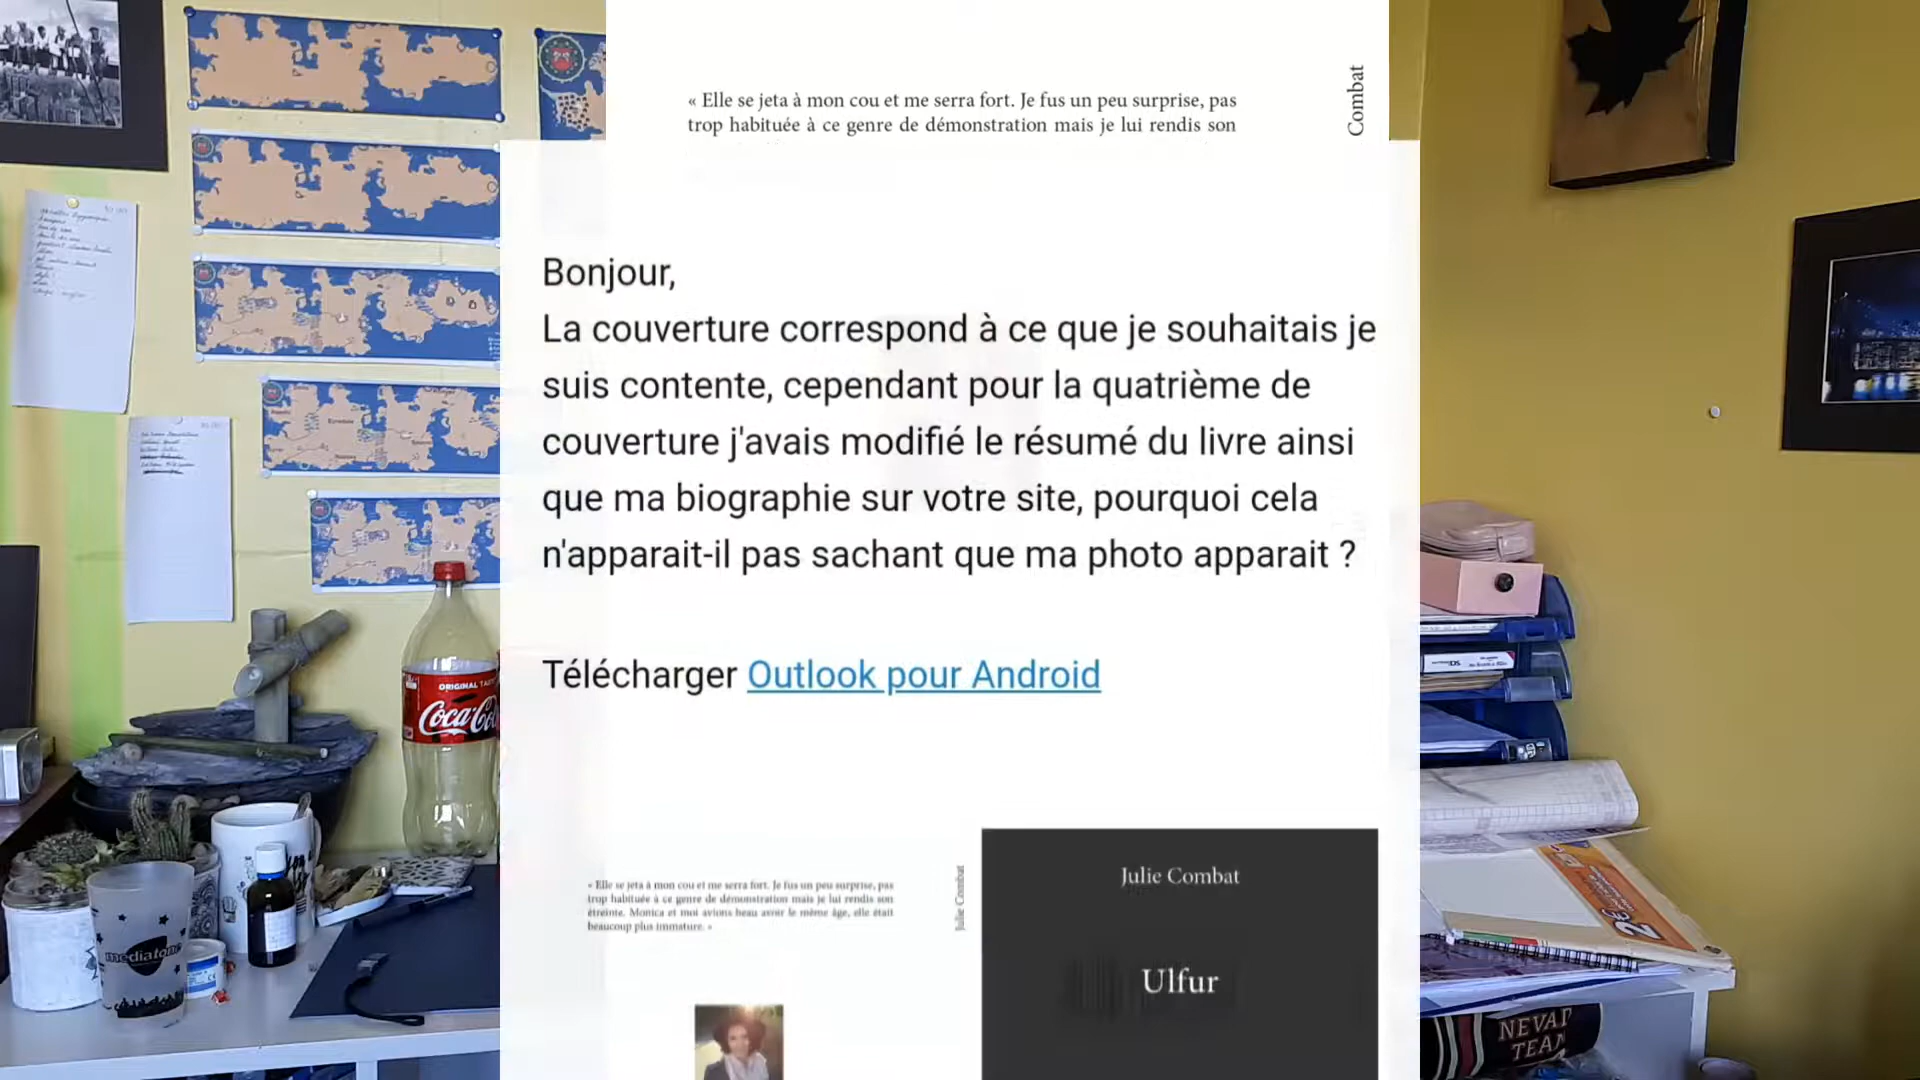 « Elle se jeta à mon cou et me serra fort. Je fus un peu surprise, pas
trop habituée à ce genre de démonstration mais je lui rendis son
Combat
Bonjour,
La couverture correspond à ce que je souhaitais je
suis contente, cependant pour la quatrième de
couverture j'avais modifié le résumé du livre ainsi
que ma biographie sur votre site, pourquoi cela
n'apparait-il pas sachant que ma photo apparait ?
Télécharger Outlook pour Android
« Elle se jeta à mon cou et me serra fort. Je fus un peu surprise, pas
trop habituée à ce genre de démonstration mais je lui rendis son
étreinte. Monica et moi avions beau avoir le même âge, elle était
beaucoup plus immature. »
Julie Combat
Julie Combat
Ulfur
ORIGINAL
Coca-Co
mediatone
2€
NEVAD
TEAM